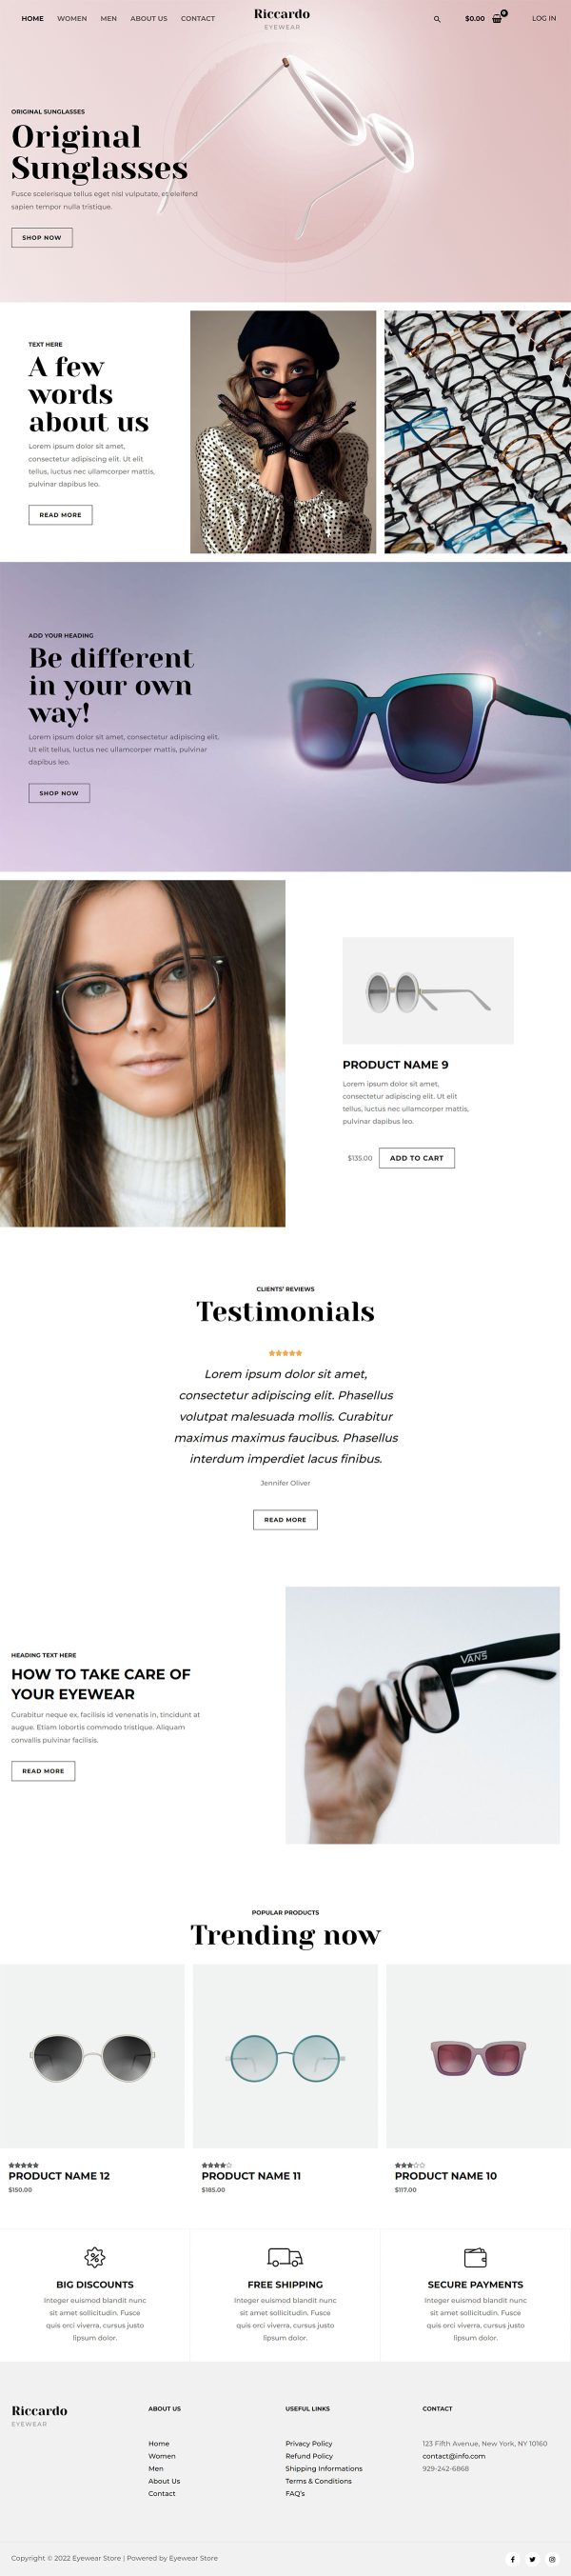 HOME WOMEN MEN ABOUT US CONTACT
Riccardo
EYEWEAR
$0.00
0
LOG IN
ORIGINAL SUNGLASSES
Original
Sunglasses
Fusce scelerisque tellus eget nisl vulputate, et eleifend
sapien tempor nulla tristique.
SHOP NOW
TEXT HERE
A few
words
about us
Lorem ipsum dolor sit amet,
consectetur adipiscing elit. Ut elit
tellus, luctus nec ullamcorper mattis,
pulvinar dapibus leo.
READ MORE
ADD YOUR HEADING
Be different
in your own
way!
Lorem ipsum dolor sit amet, consectetur adipiscing elit.
Ut elit tellus, luctus nec ullamcorper mattis, pulvinar
dapibus leo.
SHOP NOW
PRODUCT NAME 9
Lorem ipsum dolor sit amet,
consectetur adipiscing elit. Ut elit
tellus, luctus nec ullamcorper mattis,
pulvinar dapibus leo.
$135.00 ADD TO CART
CLIENTS' REVIEWS
Testimonials
Lorem ipsum dolor sit amet,
consectetur adipiscing elit. Phasellus
volutpat malesuada mollis. Curabitur
maximus maximus faucibus. Phasellus
interdum imperdiet lacus finibus.
Jennifer Oliver
READ MORE
HEADING TEXT HERE
HOW TO TAKE CARE OF
YOUR EYEWEAR
Curabitur neque ex, facilisis id venenatis in, tincidunt at
augue. Etiam lobortis commodo tristique. Aliquam
convallis pulvinar facilisis.
READ MORE
VANS
POPULAR PRODUCTS
Trending now
PRODUCT NAME 12
$150.00
PRODUCT NAME 11
$165.00
PRODUCT NAME 10
$117.00
BIG DISCOUNTS
Integer euismod blandit nunc
sit amet sollicitudin. Fusce
quis orci viverra, cursus justo
lipsum dolor.
FREE SHIPPING
Integer euismod blandit nunc
sit amet sollicitudin. Fusce
quis orci viverra, cursus justo
lipsum dolor.
SECURE PAYMENTS
Integer euismod blandit nunc
sit amet sollicitudin. Fusce
quis orci viverra, cursus justo
lipsum dolor.
Riccardo
EYEWEAR
ABOUT US
Home
Women
Men
About Us
Contact
USEFUL LINKS
Privacy Policy
Refund Policy
Shipping Informations
Terms & Conditions
FAQ's
CONTACT
123 Fifth Avenue, New York, NY 10160
contact@info.com
929-242-6868
Copyright © 2022 Eyewear Store | Powered by Eyewear Store